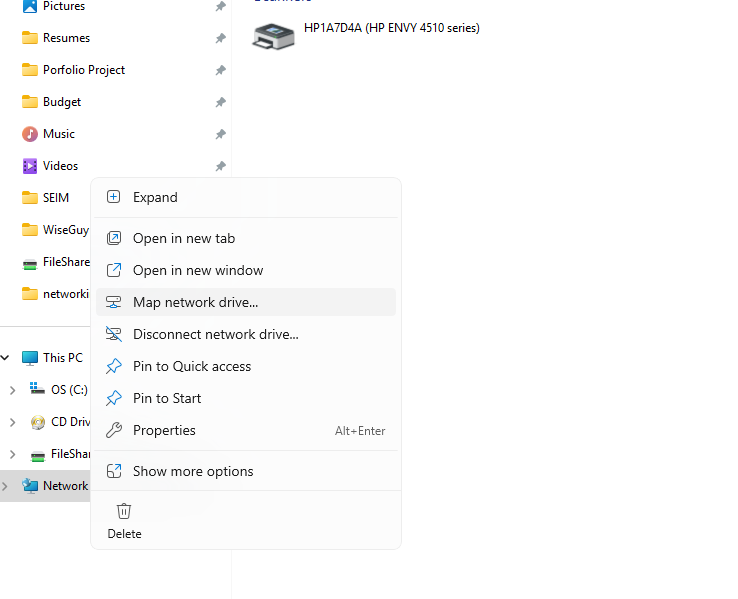 Pictures
Resumes
Porfolio Project
Budget
Music
Videos
SEIM
WiseGuy
FileShare
networki
This PC
OS (C:)
CD Driv
FileShar
Network
HP1A7D4A (HP ENVY 4510 series)
Expand
Open in new tab
Open in new window
Map network drive...
Disconnect network drive...
Pin to Quick access
Pin to Start
Properties Alt+Enter
Show more options
Delete